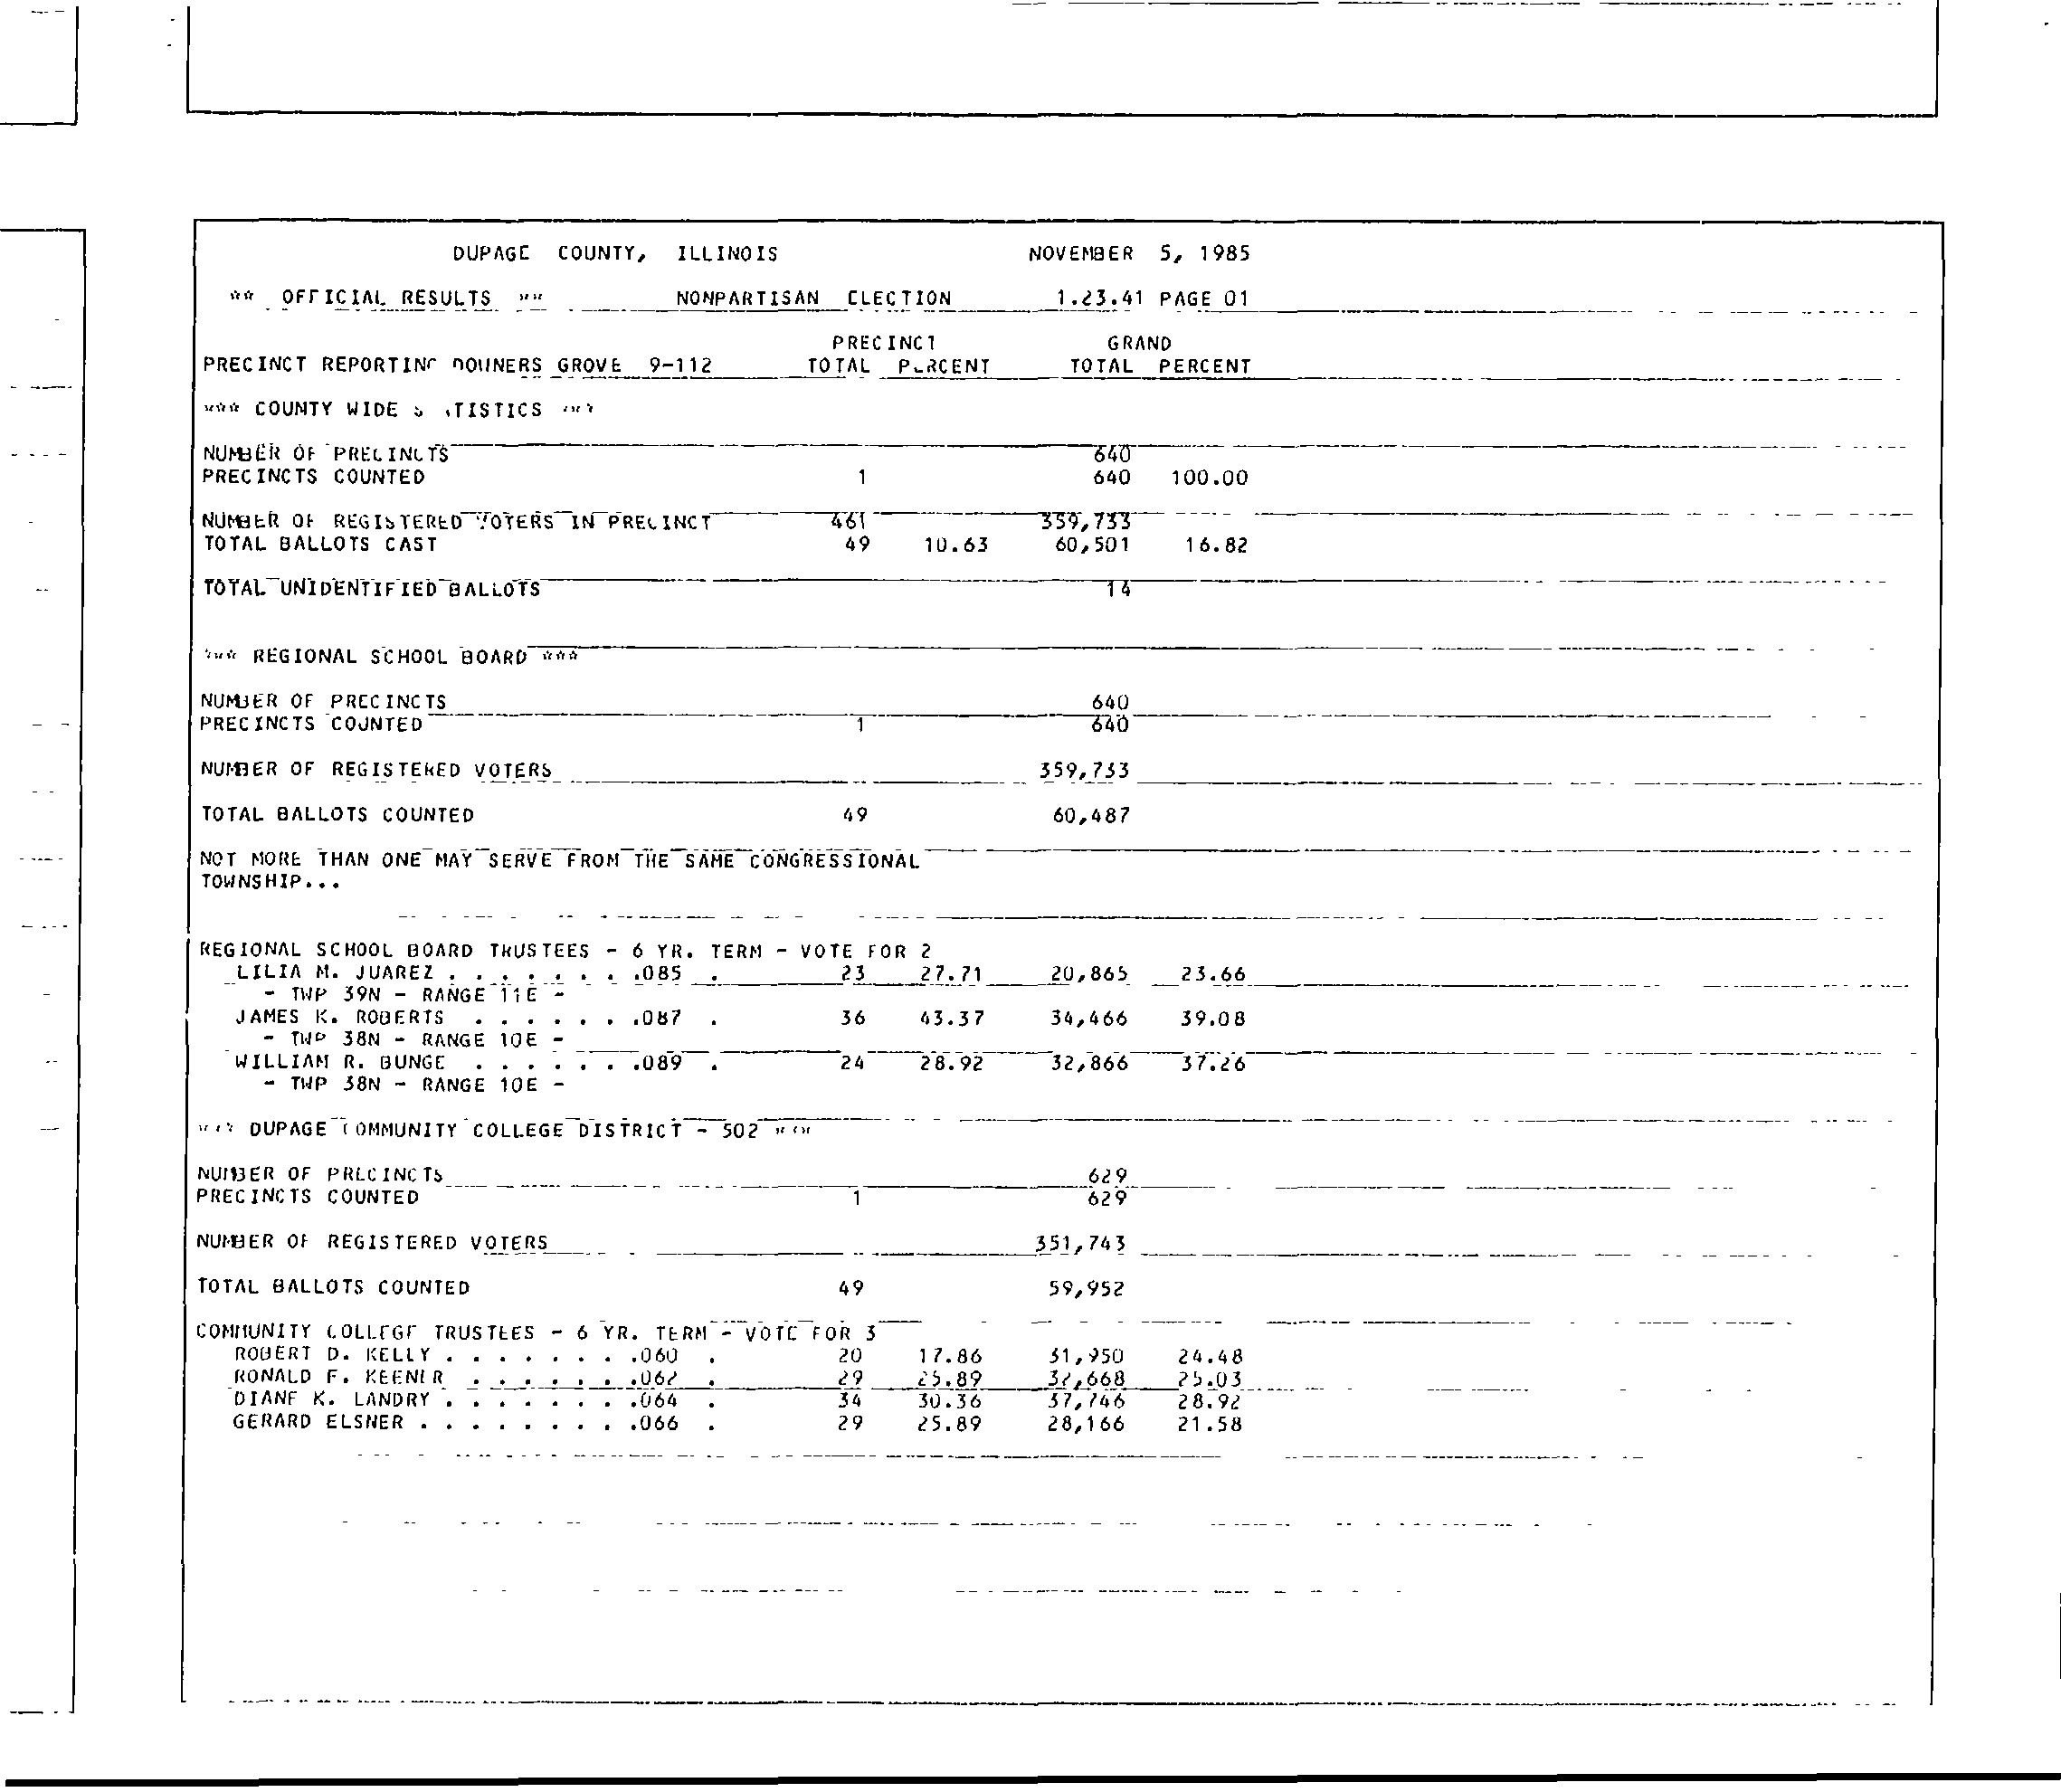 DUPAGE COUNTY, ILLINOIS NOVEMBER 5, 1985
** OFFICIAL RESULTS ** NONPARTISAN ELECTION 1.23.41 PAGE 01
PRECINCT GRAND
PRECINCT REPORTING DOWNERS GROVE 9-112 TOTAL PERCENT TOTAL PERCENT
*** COUNTY WIDE STATISTICS ***
NUMBER OF PRECINCTS 640
PRECINCTS COUNTED 1 640 100.00
NUMBER OF REGISTERED VOTERS IN PRECINCT 461 359,733
TOTAL BALLOTS CAST 49 10.63 60,501 16.82
TOTAL UNIDENTIFIED BALLOTS 14
*** REGIONAL SCHOOL BOARD ***
NUMBER OF PRECINCTS 640
PRECINCTS COUNTED 1 640
NUMBER OF REGISTERED VOTERS 359,733
TOTAL BALLOTS COUNTED 49 60,487
NOT MORE THAN ONE MAY SERVE FROM THE SAME CONGRESSIONAL
TOWNSHIP...
REGIONAL SCHOOL BOARD TRUSTEES - 6 YR. TERM - VOTE FOR 2
LILIA M. JUAREZ . . . . . . . .085 . 23 27.71 20,865 23.66
- TWP 39N - RANGE 11E -
JAMES K. ROBERTS . . . . . . .087 . 36 43.37 34,466 39.08
- TWP 38N - RANGE 10E -
WILLIAM R. BUNGE . . . . . . .089 . 24 28.92 32,866 37.26
- TWP 38N - RANGE 10E -
*** DUPAGE COMMUNITY COLLEGE DISTRICT - 502 ***
NUMBER OF PRECINCTS 629
PRECINCTS COUNTED 1 629
NUMBER OF REGISTERED VOTERS 351,743
TOTAL BALLOTS COUNTED 49 59,952
COMMUNITY COLLEGE TRUSTEES - 6 YR. TERM - VOTE FOR 3
ROBERT D. KELLY . . . . . . . .060 . 20 17.86 31,950 24.48
RONALD F. KEENER . . . . . . .062 . 29 25.89 32,668 25.03
DIANE K. LANDRY . . . . . . . .064 . 34 30.36 37,746 28.92
GERARD ELSNER . . . . . . . . .066 . 29 25.89 28,166 21.58